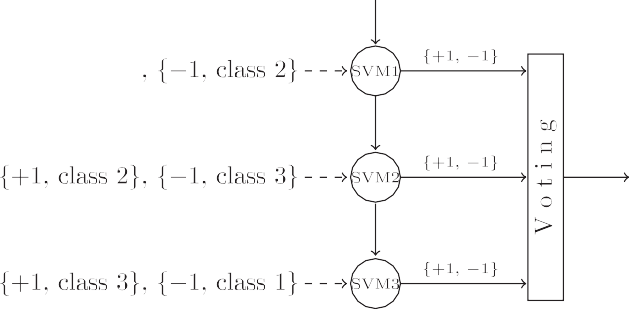 , {−1, class 2}
SVM1
{+1, −1}
{+1, class 2}, {−1, class 3}
SVM2
{+1, −1}
{+1, class 3}, {−1, class 1}
SVM3
{+1, −1}
Voting